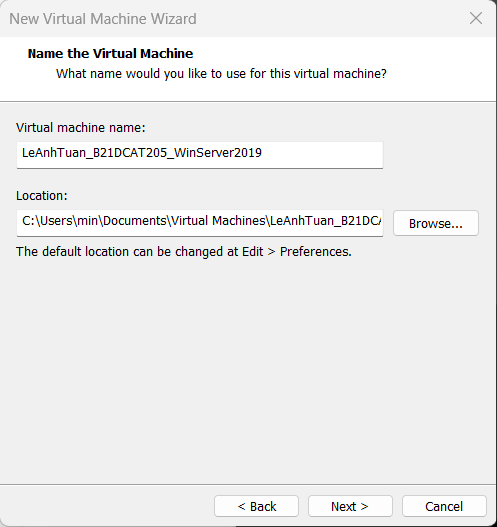 New Virtual Machine Wizard
Name the Virtual Machine
What name would you like to use for this virtual machine?
Virtual machine name:
LeAnhTuan_B21DCAT205_WinServer2019
Location:
C:\Users\min\Documents\Virtual Machines\LeAnhTuan_B21DCA
Browse...
The default location can be changed at Edit > Preferences.
< Back
Next >
Cancel